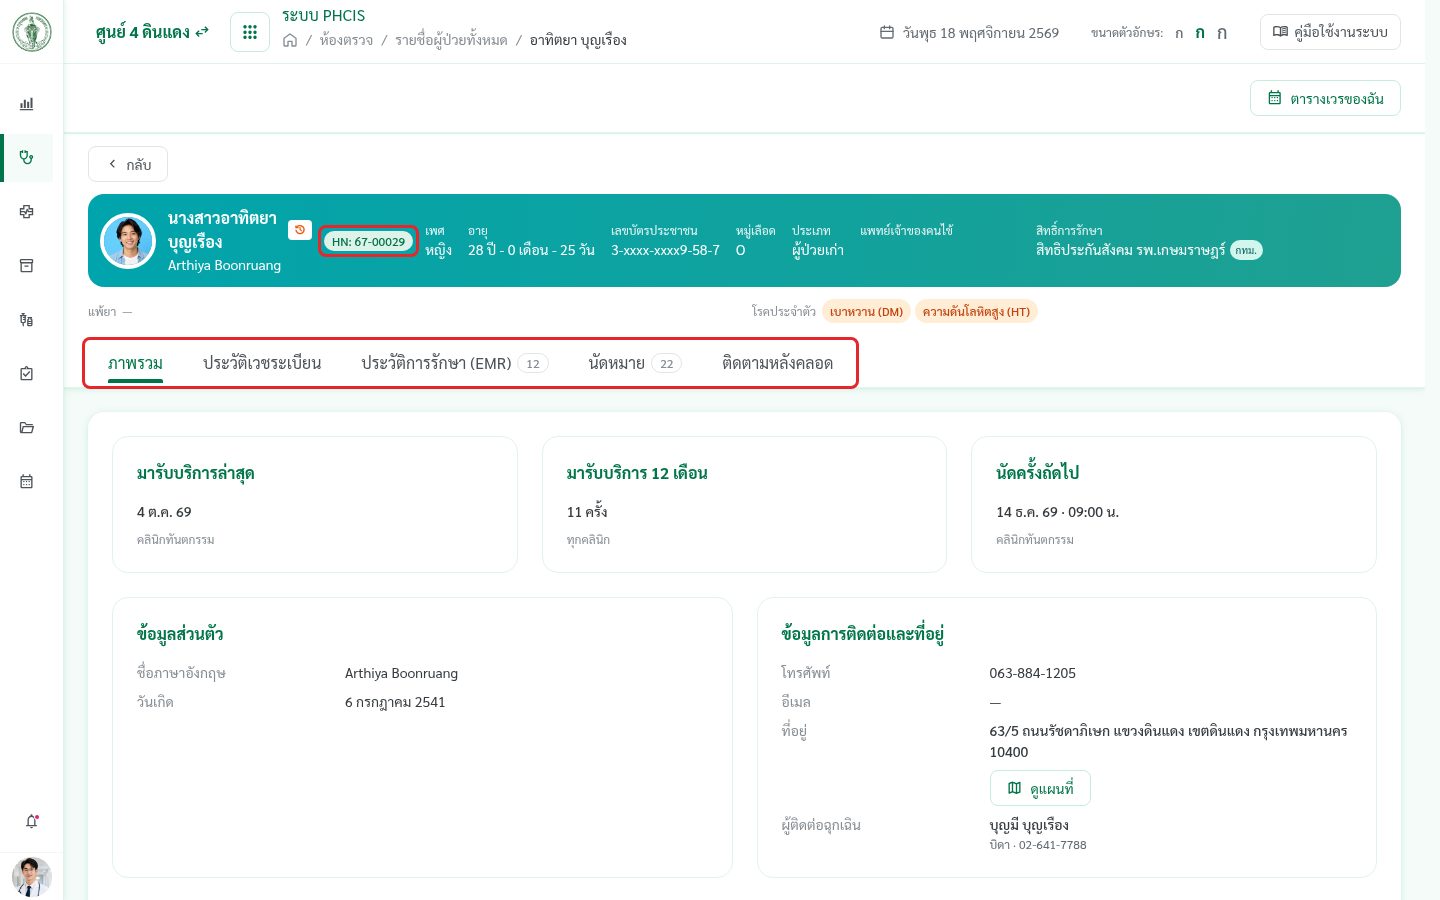 ศูนย์ 4 ดินแดง
ระบบ PHCIS
/ ห้องตรวจ / รายชื่อผู้ป่วยทั้งหมด / อาทิตยา บุญเรือง
วันพุธ 18 พฤศจิกายน 2569
ขนาดตัวอักษร: ก ก ก
คู่มือใช้งานระบบ
ตารางเวรของฉัน
กลับ
นางสาวอาทิตยา
บุญเรือง
Arthiya Boonruang
HN: 67-00029
เพศ
หญิง
อายุ
28 ปี - 0 เดือน - 25 วัน
เลขบัตรประชาชน
3-xxxx-xxxx9-58-7
หมู่เลือด
O
ประเภท
ผู้ป่วยเก่า
แพทย์เจ้าของคนไข้
สิทธิ์การรักษา
สิทธิประกันสังคม รพ.เกษมราษฎร์ กทม.
แพ้ยา —
โรคประจำตัว เบาหวาน (DM) ความดันโลหิตสูง (HT)
ภาพรวม ประวัติเวชระเบียน ประวัติการรักษา (EMR) 12 นัดหมาย 22 ติดตามหลังคลอด
มารับบริการล่าสุด
4 ต.ค. 69
คลินิกทันตกรรม
มารับบริการ 12 เดือน
11 ครั้ง
ทุกคลินิก
นัดครั้งถัดไป
14 ธ.ค. 69 · 09:00 น.
คลินิกทันตกรรม
ข้อมูลส่วนตัว
ชื่อภาษาอังกฤษ Arthiya Boonruang
วันเกิด 6 กรกฎาคม 2541
ข้อมูลการติดต่อและที่อยู่
โทรศัพท์ 063-884-1205
อีเมล —
ที่อยู่ 63/5 ถนนรัชดาภิเษก แขวงดินแดง เขตดินแดง กรุงเทพมหานคร
10400
ดูแผนที่
ผู้ติดต่อฉุกเฉิน บุญมี บุญเรือง
บิดา · 02-641-7788